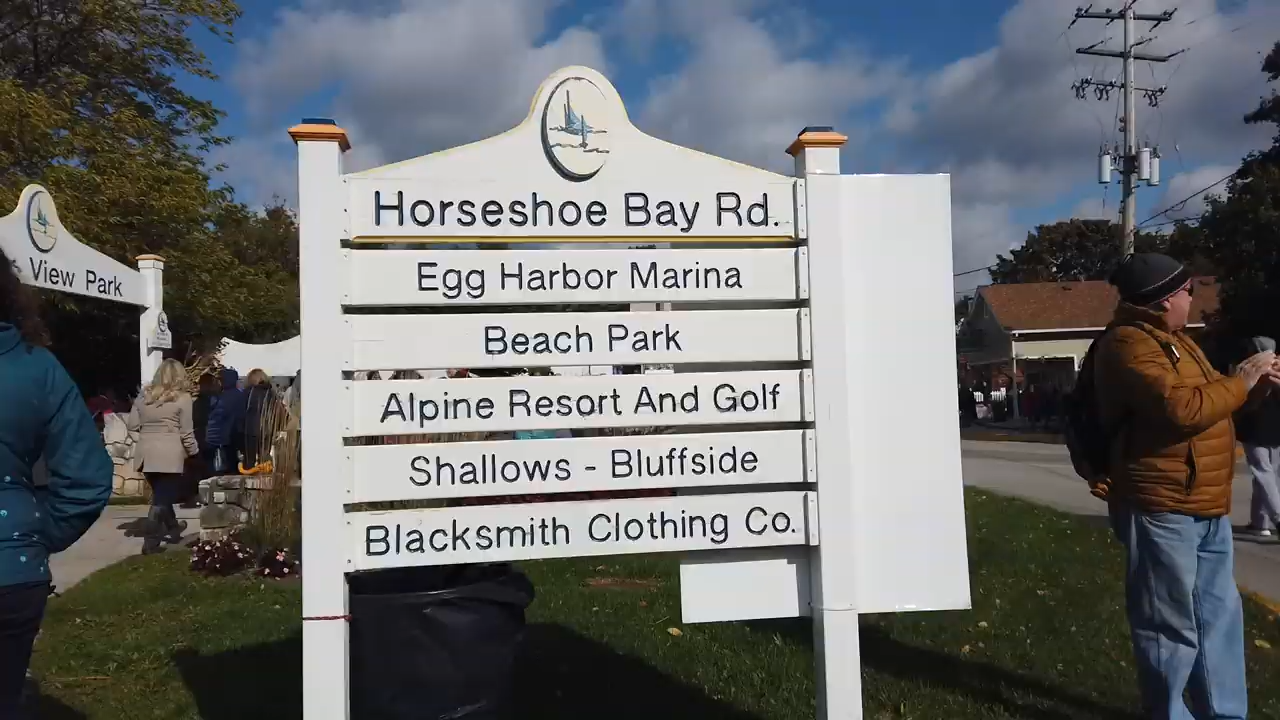 Horseshoe Bay Rd.
Egg Harbor Marina
Beach Park
Alpine Resort And Golf
Shallows - Bluffside
Blacksmith Clothing Co.
View Park